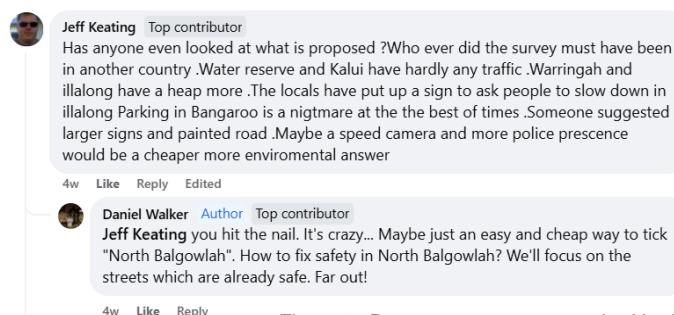 Jeff Keating Top contributor
Has anyone even looked at what is proposed ?Who ever did the survey must have been
in another country .Water reserve and Kalui have hardly any traffic .Warringah and
illalong have a heap more .The locals have put up a sign to ask people to slow down in
illalong Parking in Bangaroo is a nigtmare at the the best of times .Someone suggested
larger signs and painted road .Maybe a speed camera and more police prescence
would be a cheaper more enviromental answer
4w Like Reply Edited
Daniel Walker Author Top contributor
Jeff Keating you hit the nail. It's crazy... Maybe just an easy and cheap way to tick
"North Balgowlah". How to fix safety in North Balgowlah? We'll focus on the
streets which are already safe. Far out!
4w Like Reply